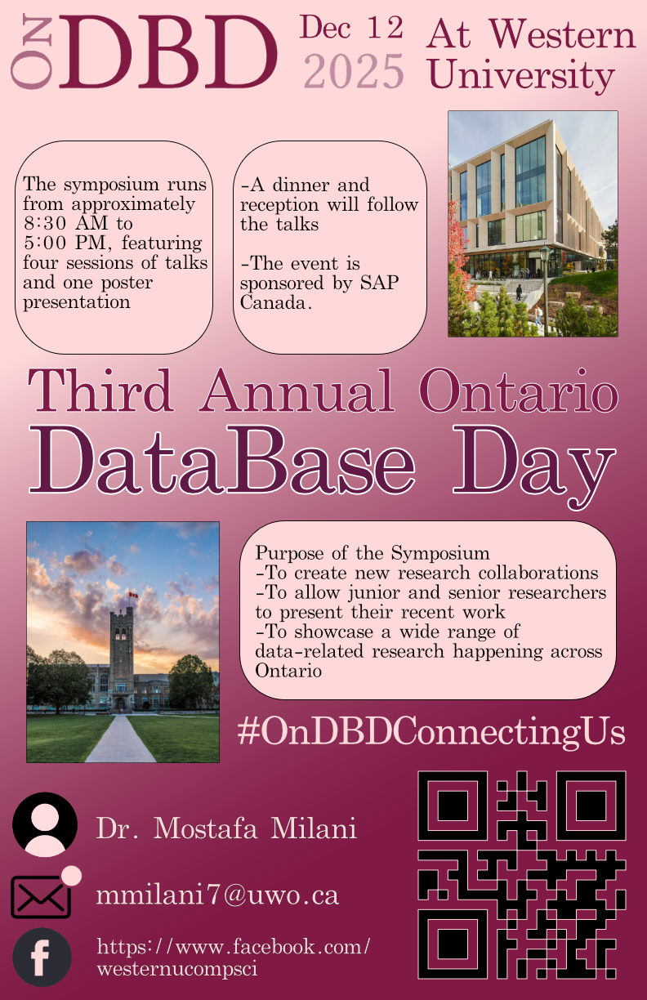 ON DBD
Dec 12
2025
At Western
University
The symposium runs
from approximately
8:30 AM to
5:00 PM, featuring
four sessions of talks
and one poster
presentation
-A dinner and
reception will follow
the talks
-The event is
sponsored by SAP
Canada.
Third Annual Ontario
DataBase Day
Purpose of the Symposium
-To create new research collaborations
-To allow junior and senior researchers
to present their recent work
-To showcase a wide range of
data-related research happening across
Ontario
#OnDBDConnectingUs
Dr. Mostafa Milani
mmilani7@uwo.ca
https://www.facebook.com/
westernucompsci